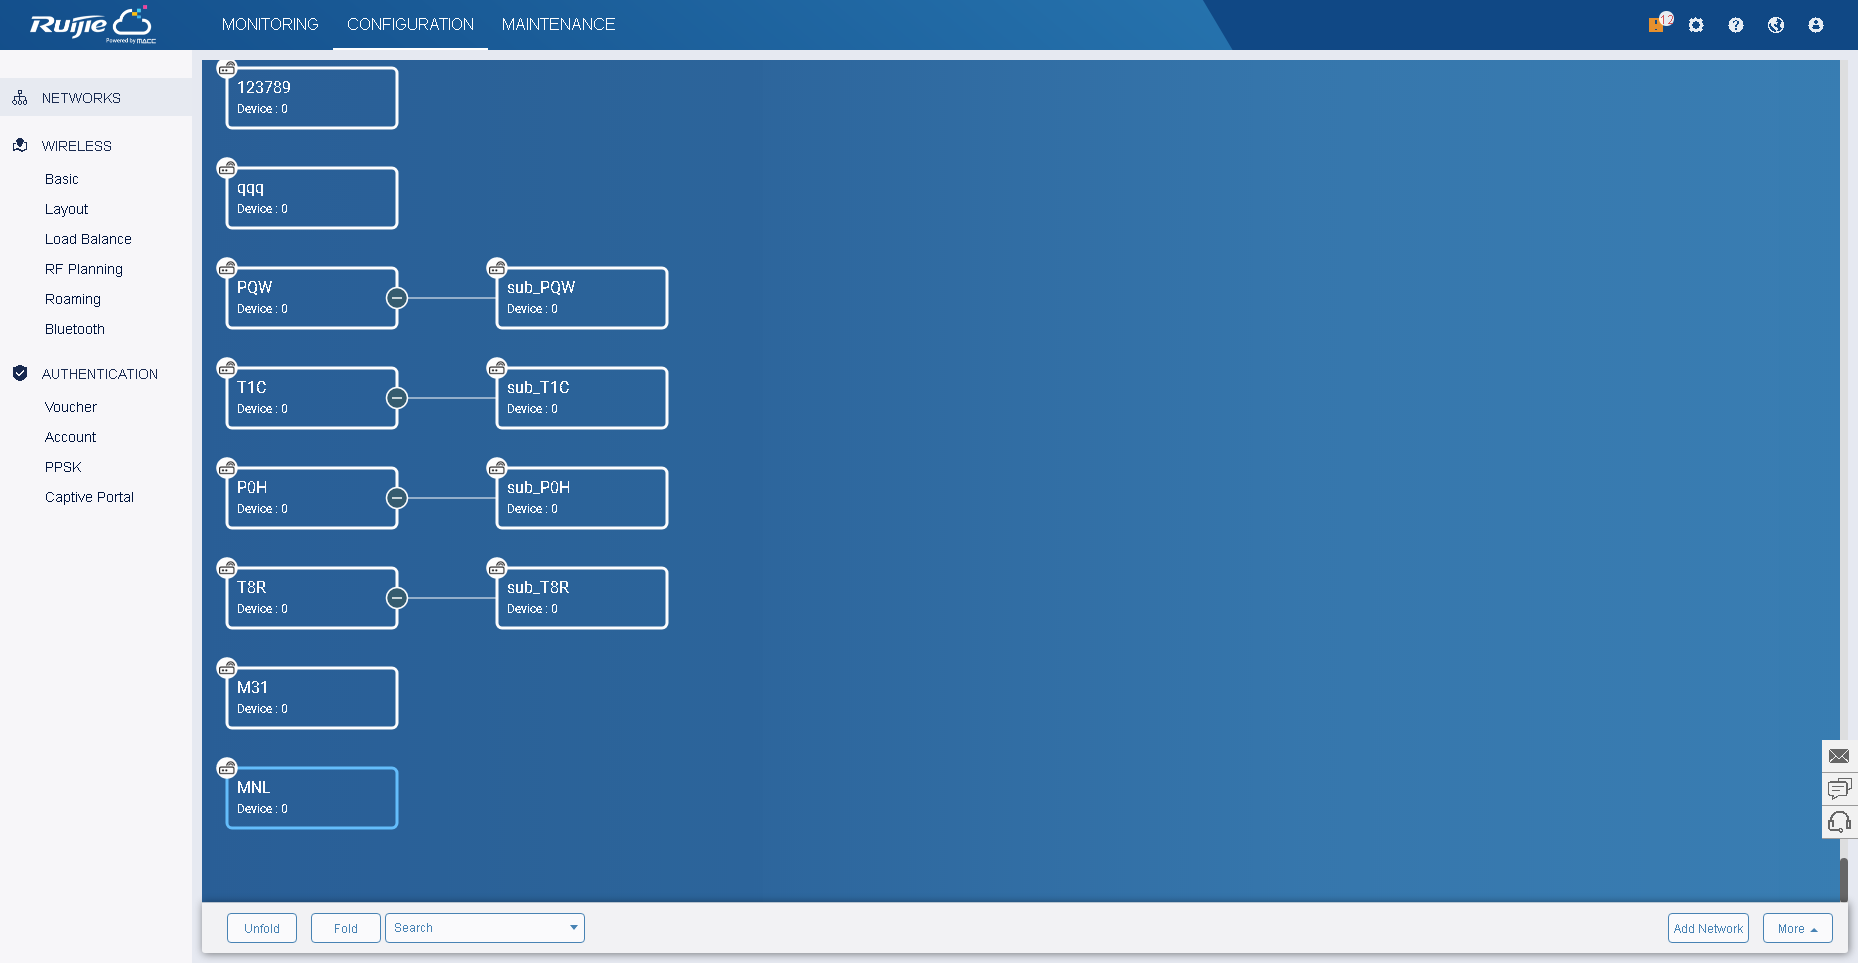 Ruijie
Powered by MACC
MONITORING
CONFIGURATION
MAINTENANCE
12
NETWORKS
WIRELESS
Basic
Layout
Load Balance
RF Planning
Roaming
Bluetooth
AUTHENTICATION
Voucher
Account
PPSK
Captive Portal
123789
Device : 0
qqq
Device : 0
PQW
Device : 0
sub_PQW
Device : 0
T1C
Device : 0
sub_T1C
Device : 0
P0H
Device : 0
sub_P0H
Device : 0
T8R
Device : 0
sub_T8R
Device : 0
M31
Device : 0
MNL
Device : 0
Unfold
Fold
Search
Add Network
More